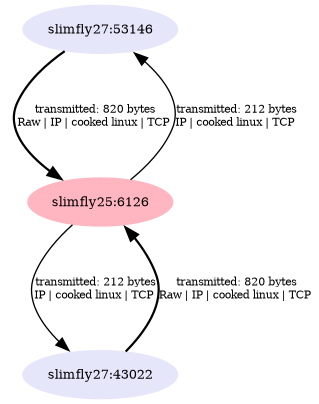 slimfly27:53146
transmitted: 820 bytes
Raw | IP | cooked linux | TCP
transmitted: 212 bytes
IP | cooked linux | TCP
slimfly25:6126
transmitted: 212 bytes
IP | cooked linux | TCP
transmitted: 820 bytes
Raw | IP | cooked linux | TCP
slimfly27:43022